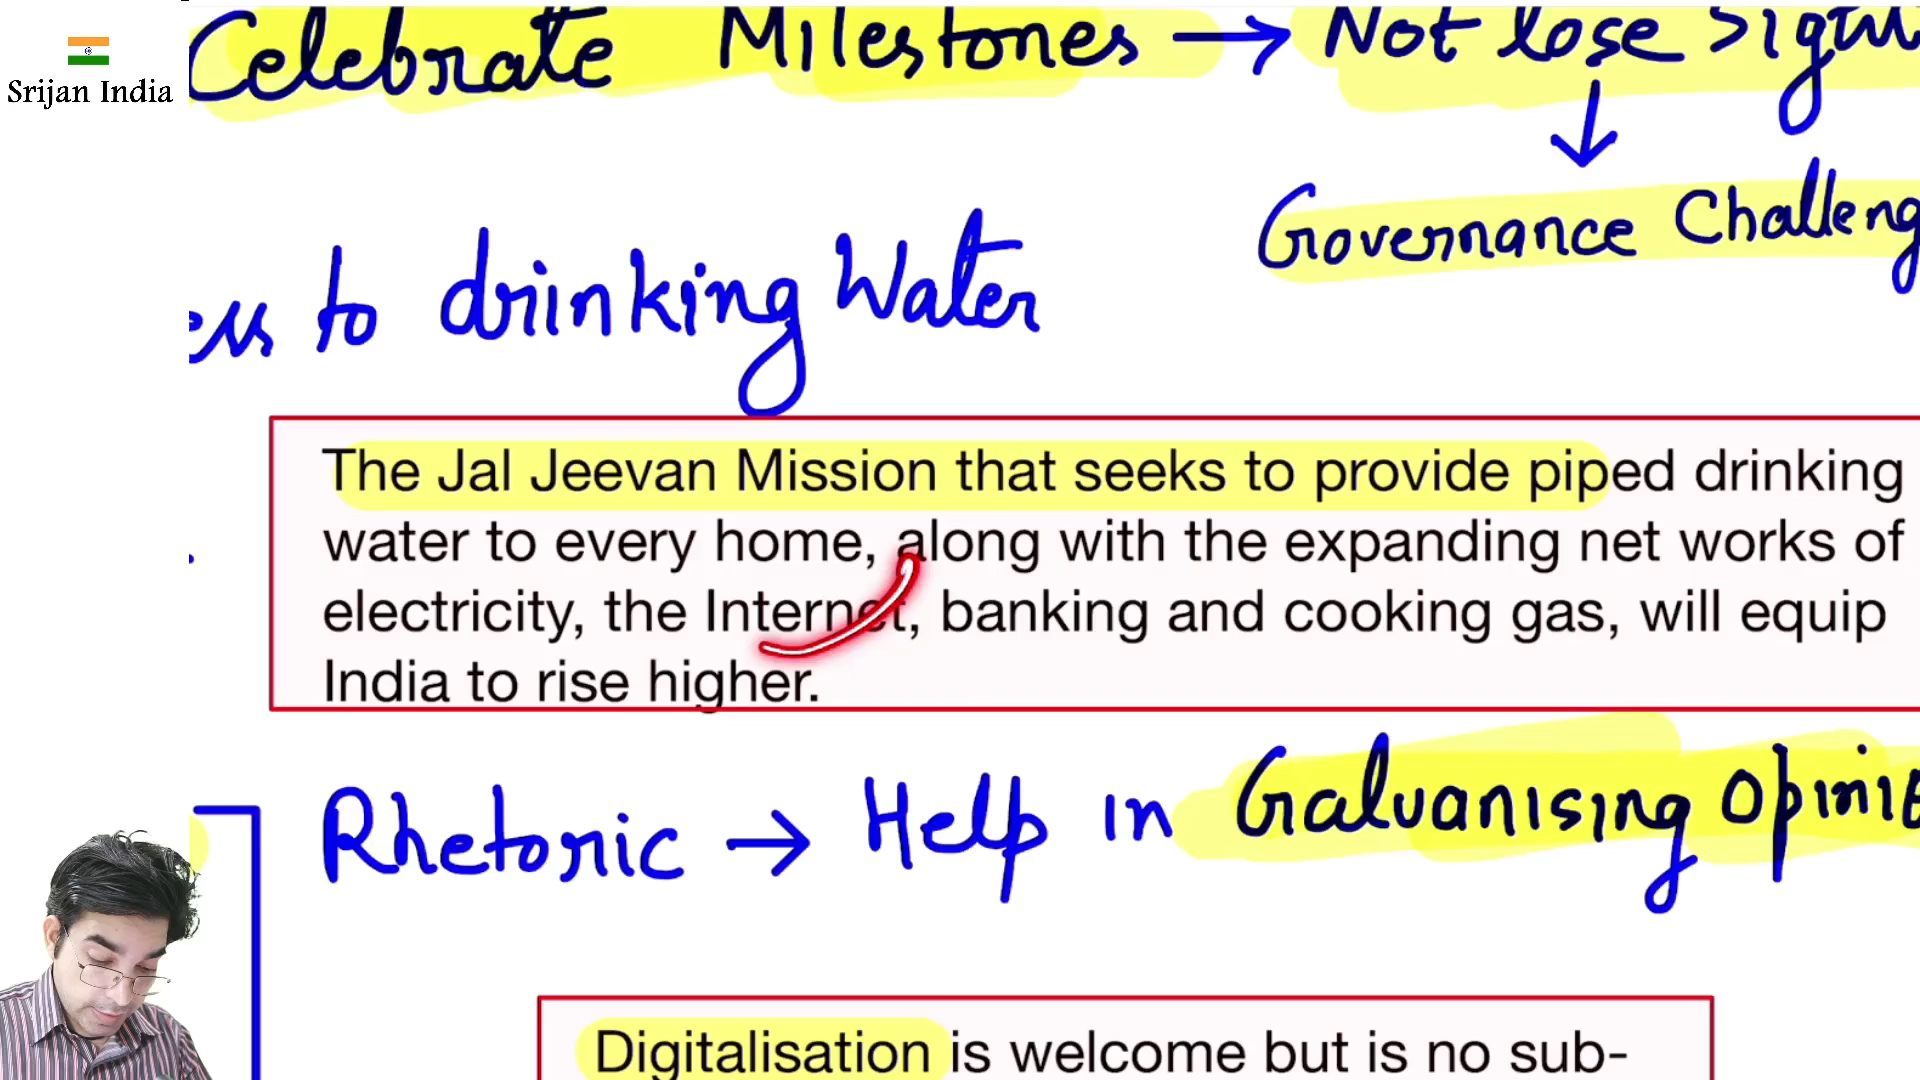 Celebrate Milestones → Not lose
Srijan India
Governance
to drinking Water
The Jal Jeevan Mission that seeks to provide piped drinking
water to every home, along with the expanding net works of
electricity, the Internet, banking and cooking gas, will equip
India to rise higher.
Rhetoric → Help in Galvanising
Digitalisation is welcome but is no sub-